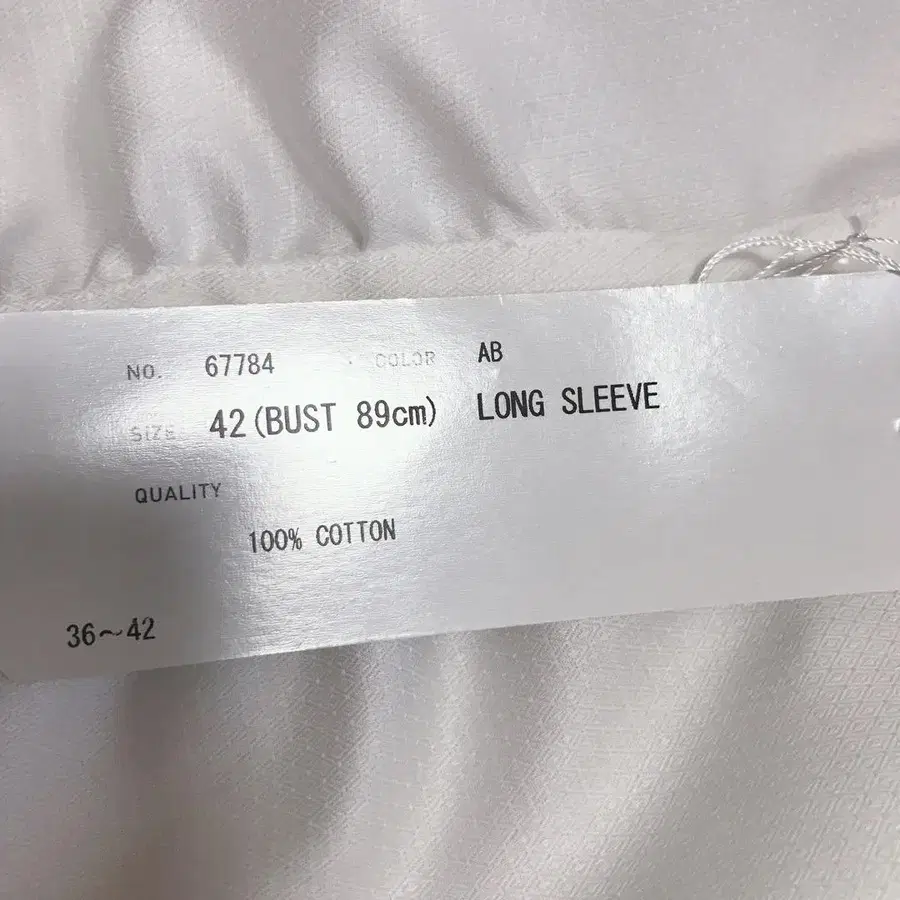 NO. 67784 COLOR AB
SIZE 42(BUST 89cm) LONG SLEEVE
QUALITY
100% COTTON
36～42